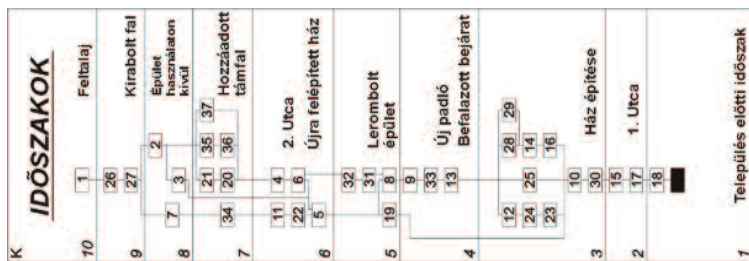 K
IDŐSZAKOK
10
1
Feltalaj
26
27
9
Kirabolt fal
2
Épület
használaton
kívül
7 3
8
21 35 37
Hozzáadott
támfal
34 20 36
7
11 4
2. Utca
22 6
Újra felépített ház
5
6
32
31
Lerombolt
épület
19 8
5
9
33
Új padló
13
Befalazott bejárat
4
12 28 29
24 25 14
23 16
10
30
Ház építése
3
15
17
1. Utca
2
18
1
Település előtti időszak